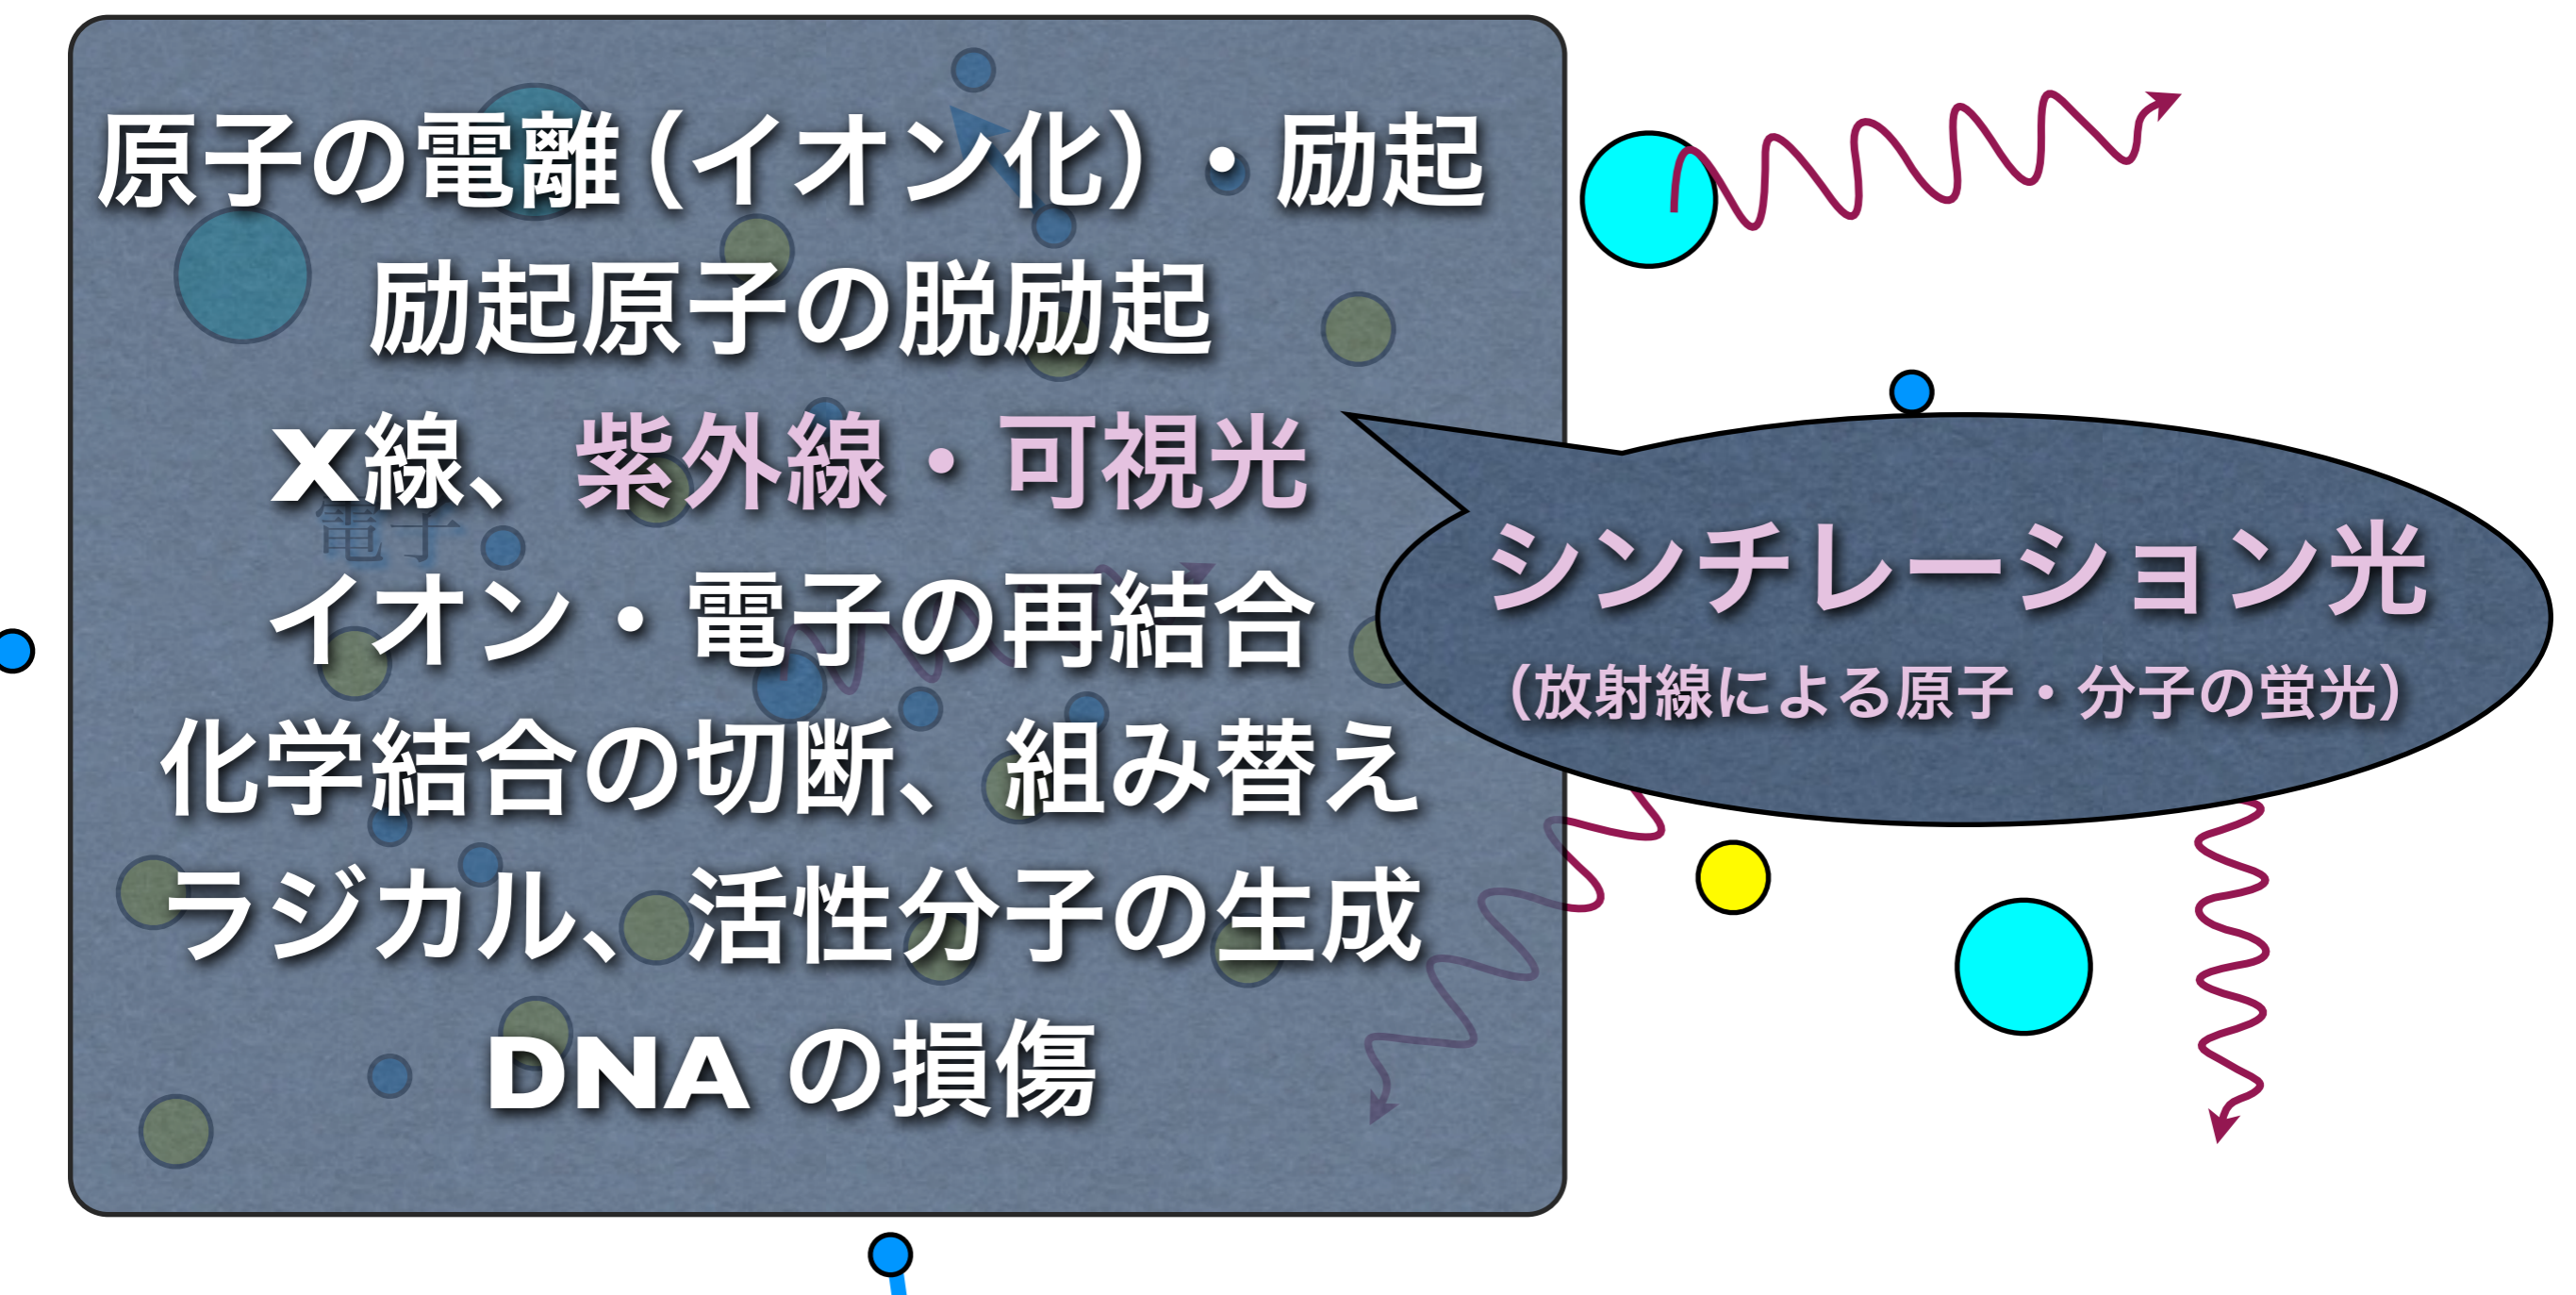 原子の電離（イオン化）・励起
励起原子の脱励起
X線、紫外線・可視光
電子
イオン・電子の再結合
化学結合の切断、組み替え
ラジカル、活性分子の生成
DNA の損傷
シンチレーション光
（放射線による原子・分子の蛍光）